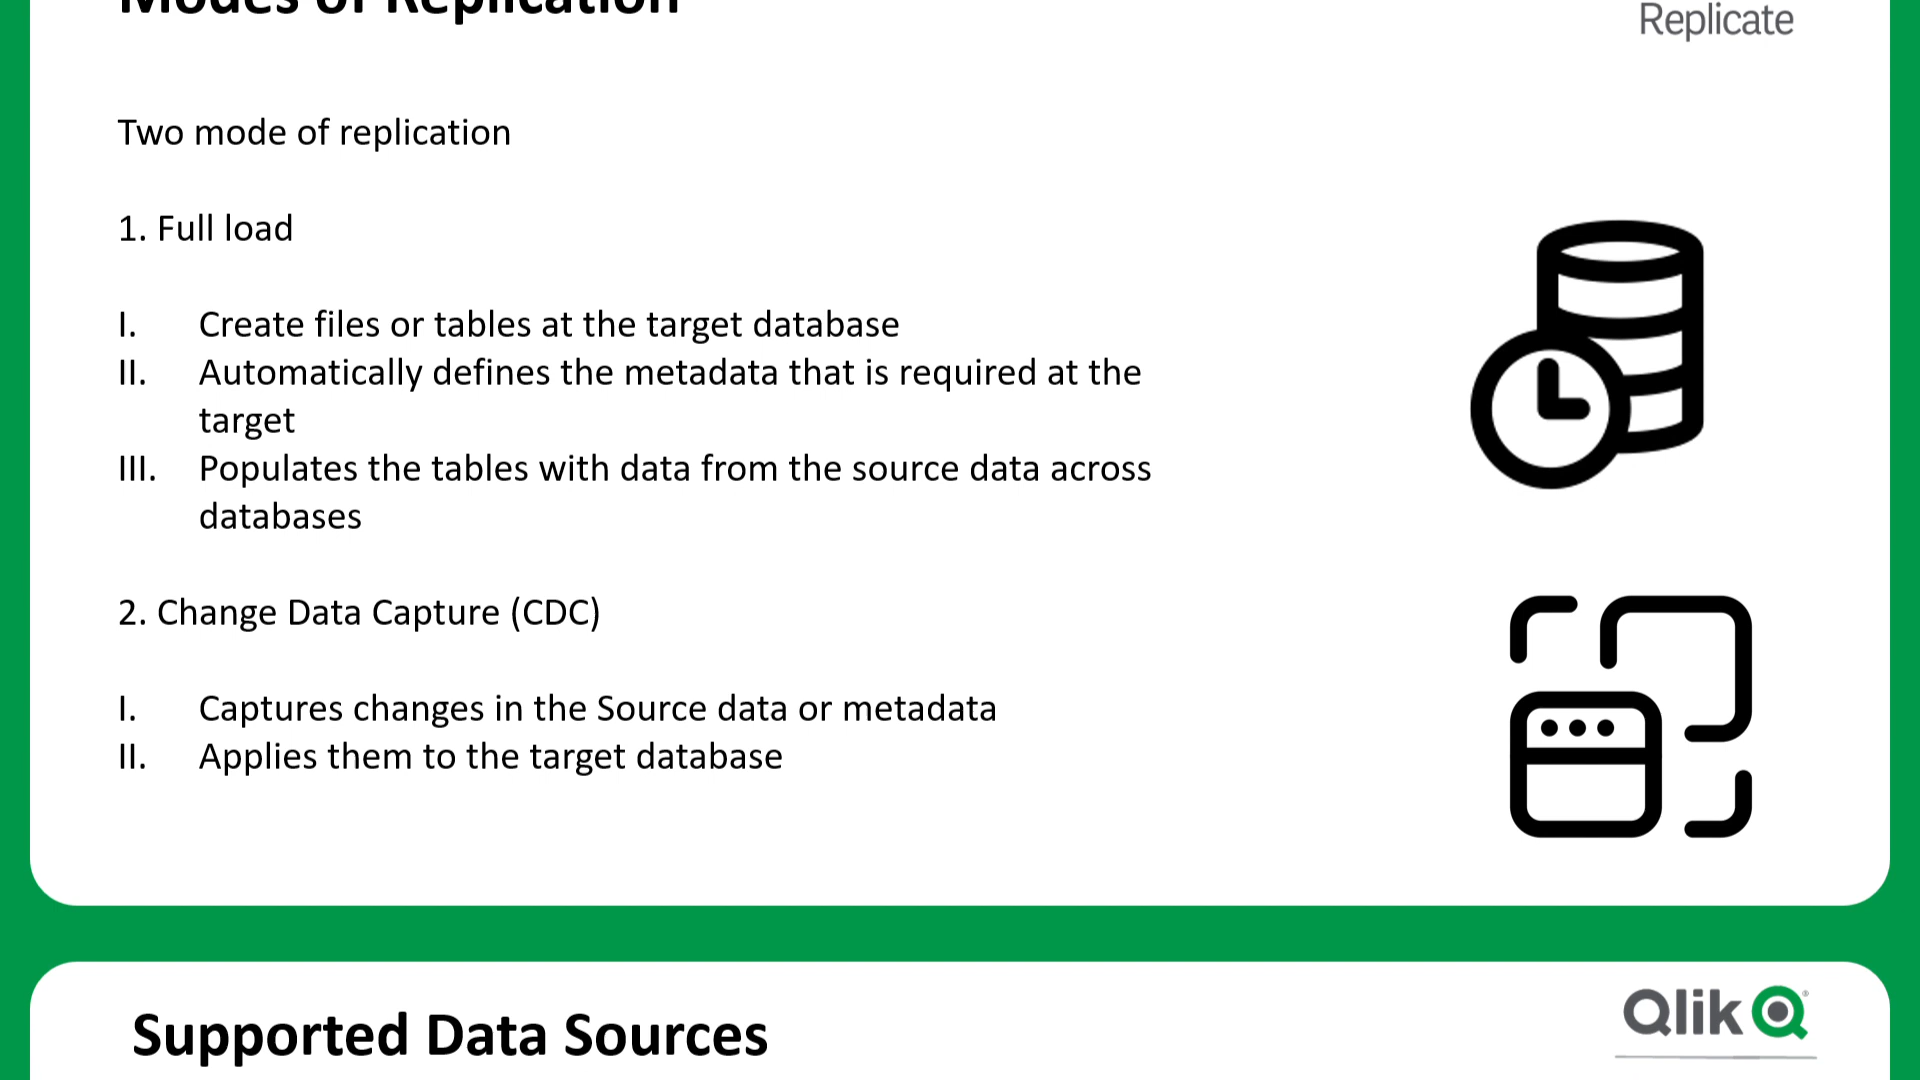 Modes of Replication
Replicate
Two mode of replication
1. Full load
I. Create files or tables at the target database
II. Automatically defines the metadata that is required at the
target
III. Populates the tables with data from the source data across
databases
2. Change Data Capture (CDC)
I. Captures changes in the Source data or metadata
II. Applies them to the target database
Supported Data Sources
Qlik